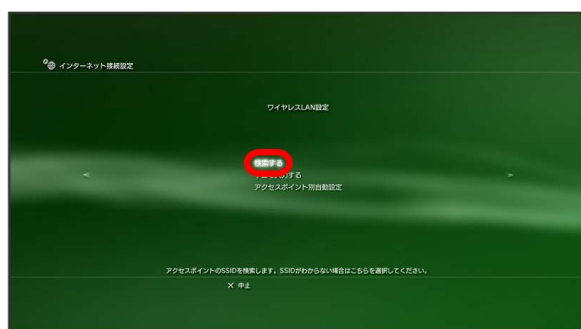 インターネット接続設定
ワイヤレスLAN設定
検索する
する
アクセスポイント別自動設定
アクセスポイントのSSIDを検索します。SSIDがわからない場合はこちらを選択してください。
✕ 中止